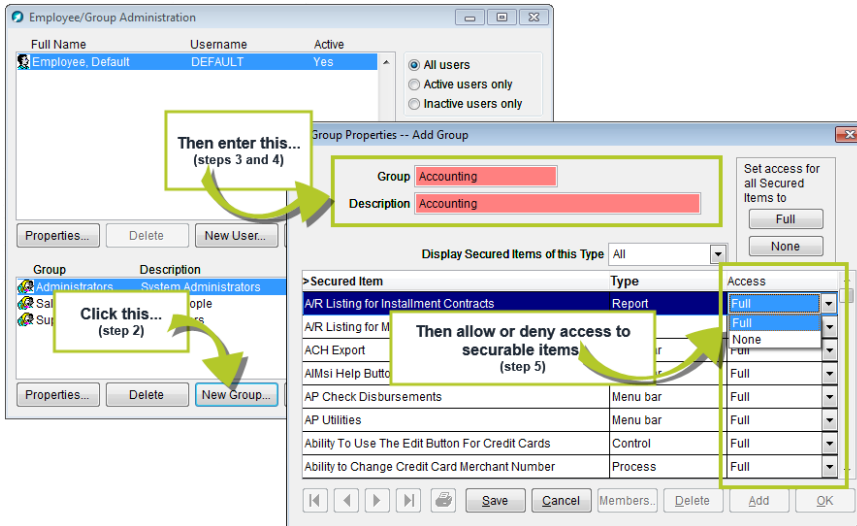 Employee/Group Administration
Full Name Username Active
Employee, Default DEFAULT Yes
All users
Active users only
Inactive users only
Then enter this...
(steps 3 and 4)
Properties... Delete New User...
Group Description
Administrators System Administrators
Sal ople
Sup rs
Click this...
(step 2)
Properties... Delete New Group...
Group Properties -- Add Group
Group Accounting
Description Accounting
Set access for
all Secured
Items to
Full
None
Display Secured Items of this Type All
>Secured Item Type Access
A/R Listing for Installment Contracts Report Full
Full
None
A/R Listing for M
Then allow or deny access to
securable items
(step 5)
ACH Export r Full
AIMsi Help Butto r Full
AP Check Disbursements Menu bar Full
AP Utilities Menu bar Full
Ability To Use The Edit Button For Credit Cards Control Full
Ability to Change Credit Card Merchant Number Process Full
Save Cancel Members.. Delete Add OK